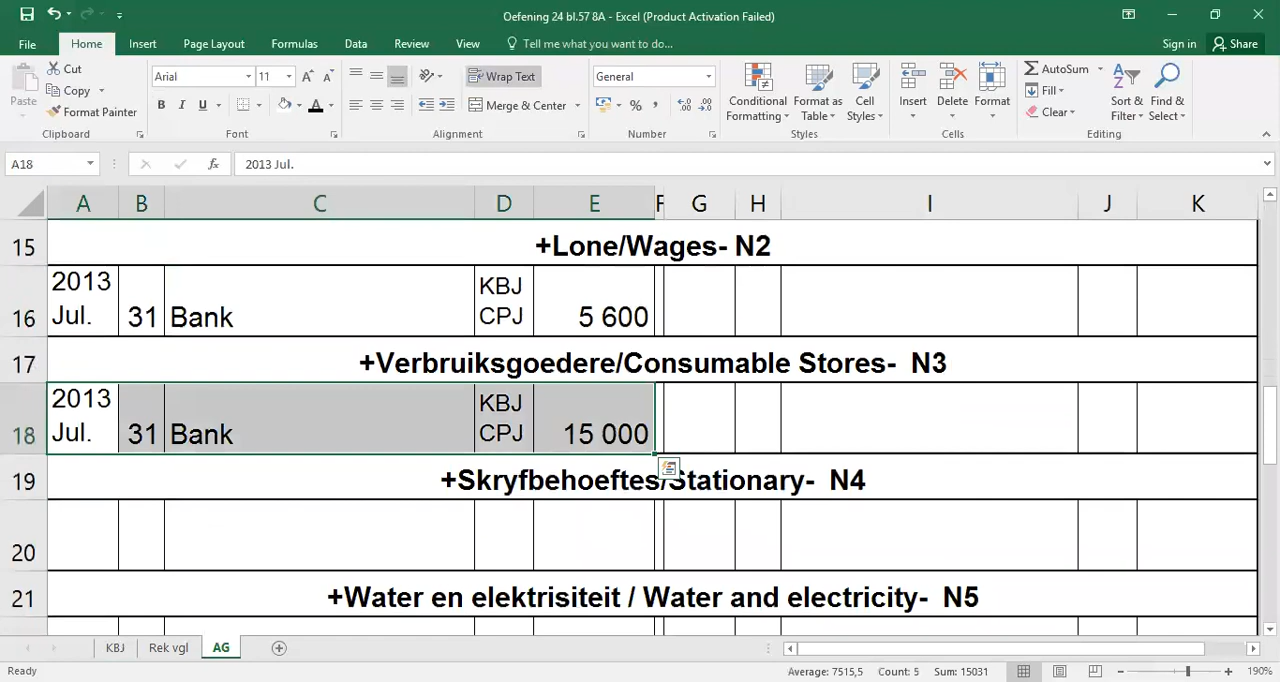 Oefening 24 bl.57 8A - Excel (Product Activation Failed)
File Home Insert Page Layout Formulas Data Review View Tell me what you want to do... Sign in Share
Cut
Copy
Format Painter
Paste
Clipboard
Arial 11
B I U
Font
Wrap Text
Merge & Center
Alignment
General
%
Number
Conditional Formatting
Format as Table
Cell Styles
Styles
Insert Delete Format
Cells
AutoSum
Fill
Clear
Sort & Filter
Find & Select
Editing
A18 fx 2013 Jul.
A B C D E F G H I J K
15 +Lone/Wages- N2
16 2013 Jul. 31 Bank KBJ CPJ 5 600
17 +Verbruiksgoedere/Consumable Stores- N3
18 2013 Jul. 31 Bank KBJ CPJ 15 000
19 +Skryfbehoeftes/Stationary- N4
20
21 +Water en elektrisiteit / Water and electricity- N5
KBJ Rek vgl AG
Ready Average: 7515,5 Count: 5 Sum: 15031 190%